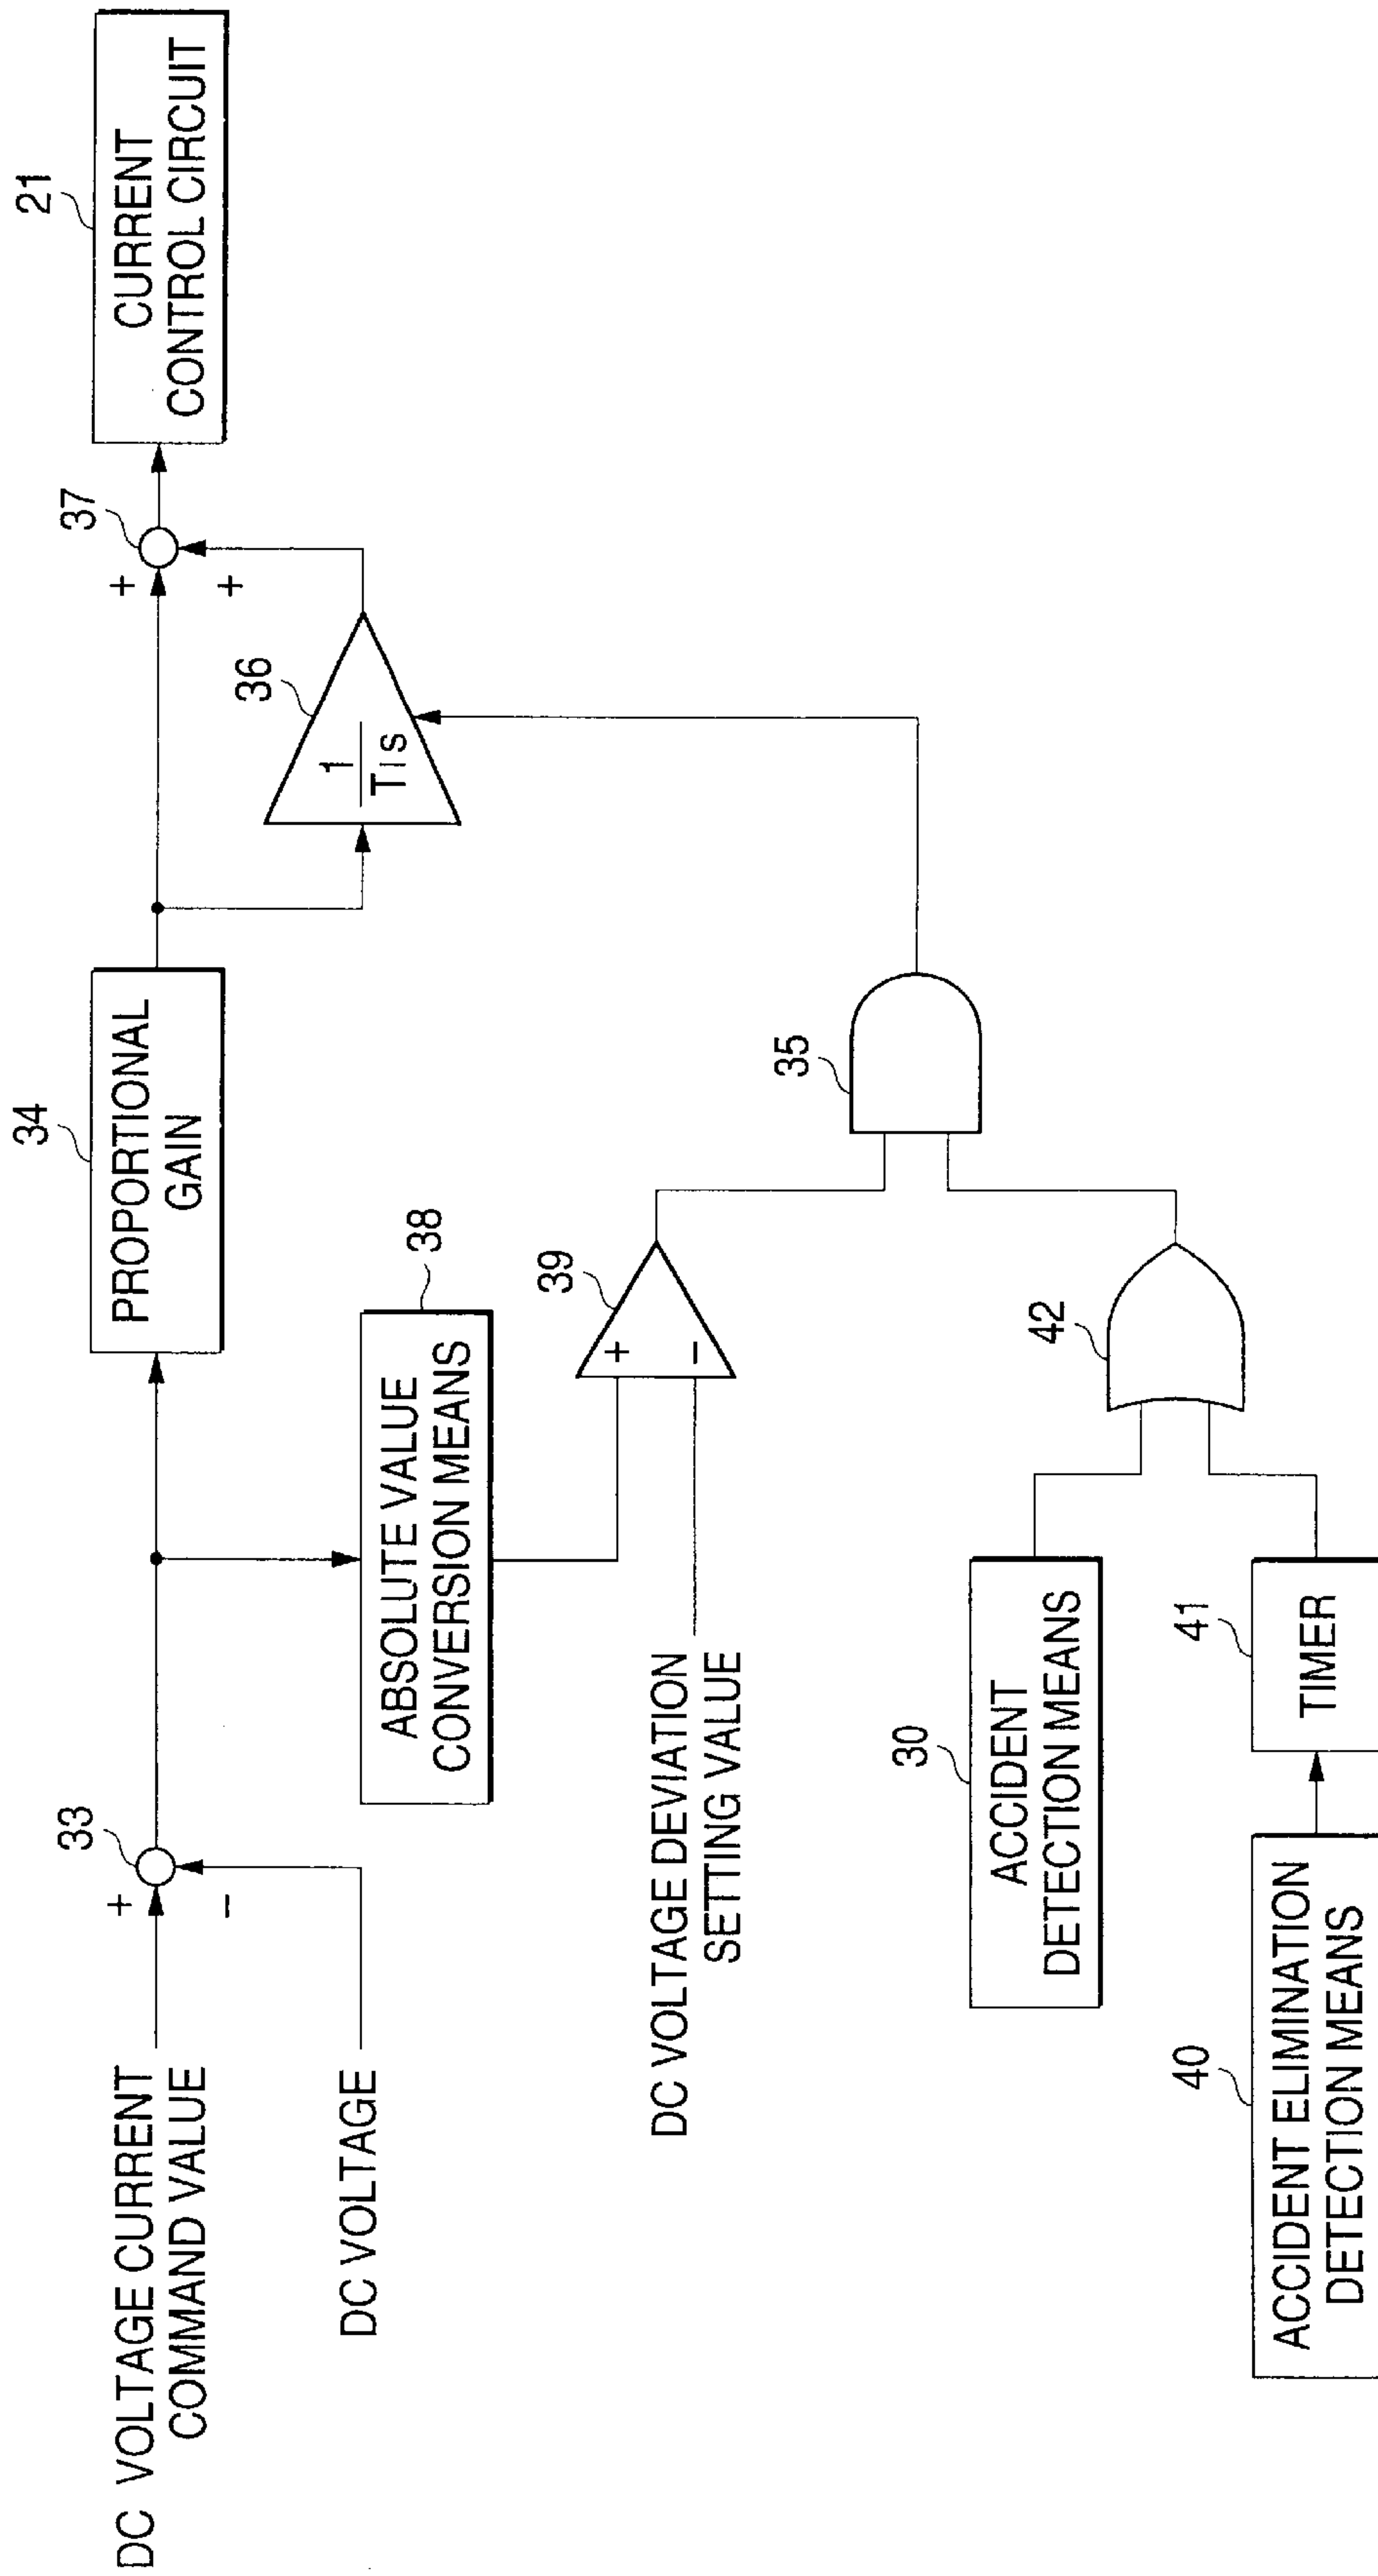 DC VOLTAGE CURRENT
COMMAND VALUE
+
−
33
DC VOLTAGE
34
PROPORTIONAL
GAIN
+
+
37
21
CURRENT
CONTROL CIRCUIT
36
1
TIS
38
ABSOLUTE VALUE
CONVERSION MEANS
39
+
−
DC VOLTAGE DEVIATION
SETTING VALUE
35
30
ACCIDENT
DETECTION MEANS
42
40
ACCIDENT ELIMINATION
DETECTION MEANS
41
TIMER